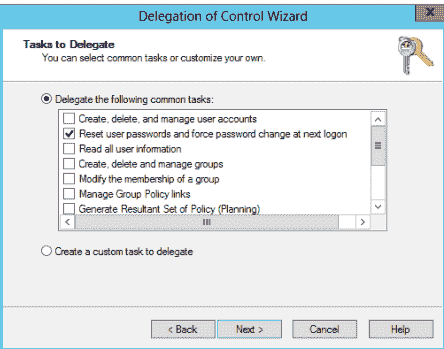 Delegation of Control Wizard
Tasks to Delegate
You can select common tasks or customize your own.
Delegate the following common tasks:
Create, delete, and manage user accounts
Reset user passwords and force password change at next logon
Read all user information
Create, delete and manage groups
Modify the membership of a group
Manage Group Policy links
Generate Resultant Set of Policy (Planning)
Create a custom task to delegate
< Back Next > Cancel Help